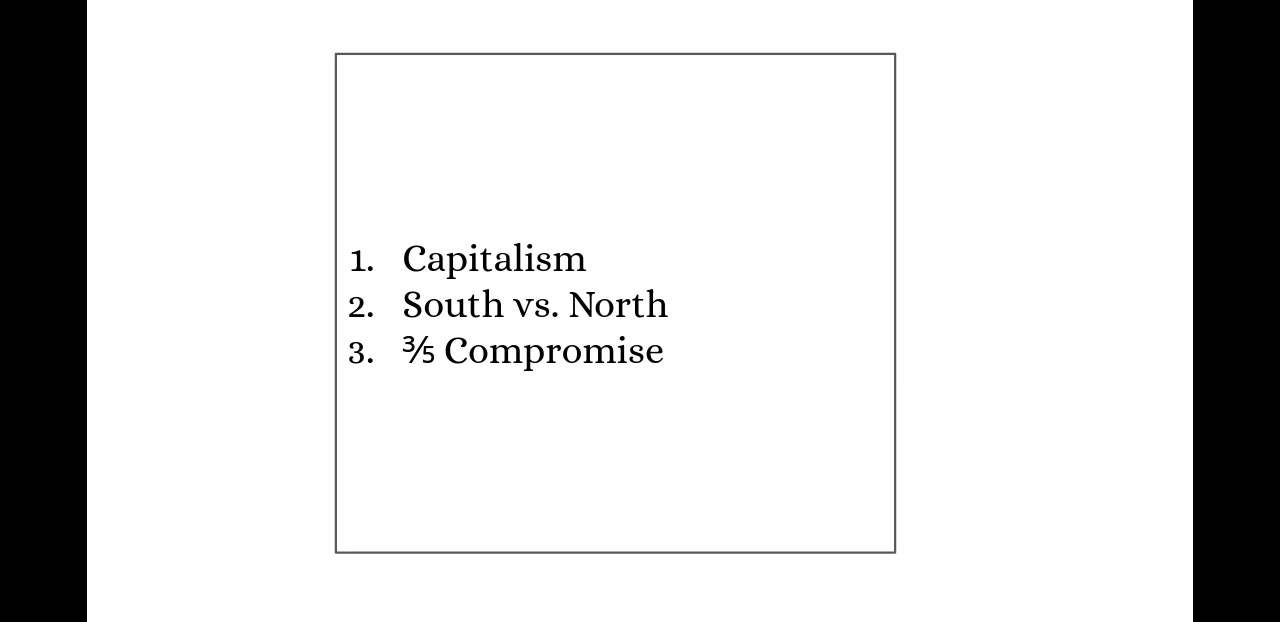 1. Capitalism
2. South vs. North
3. ⅗ Compromise